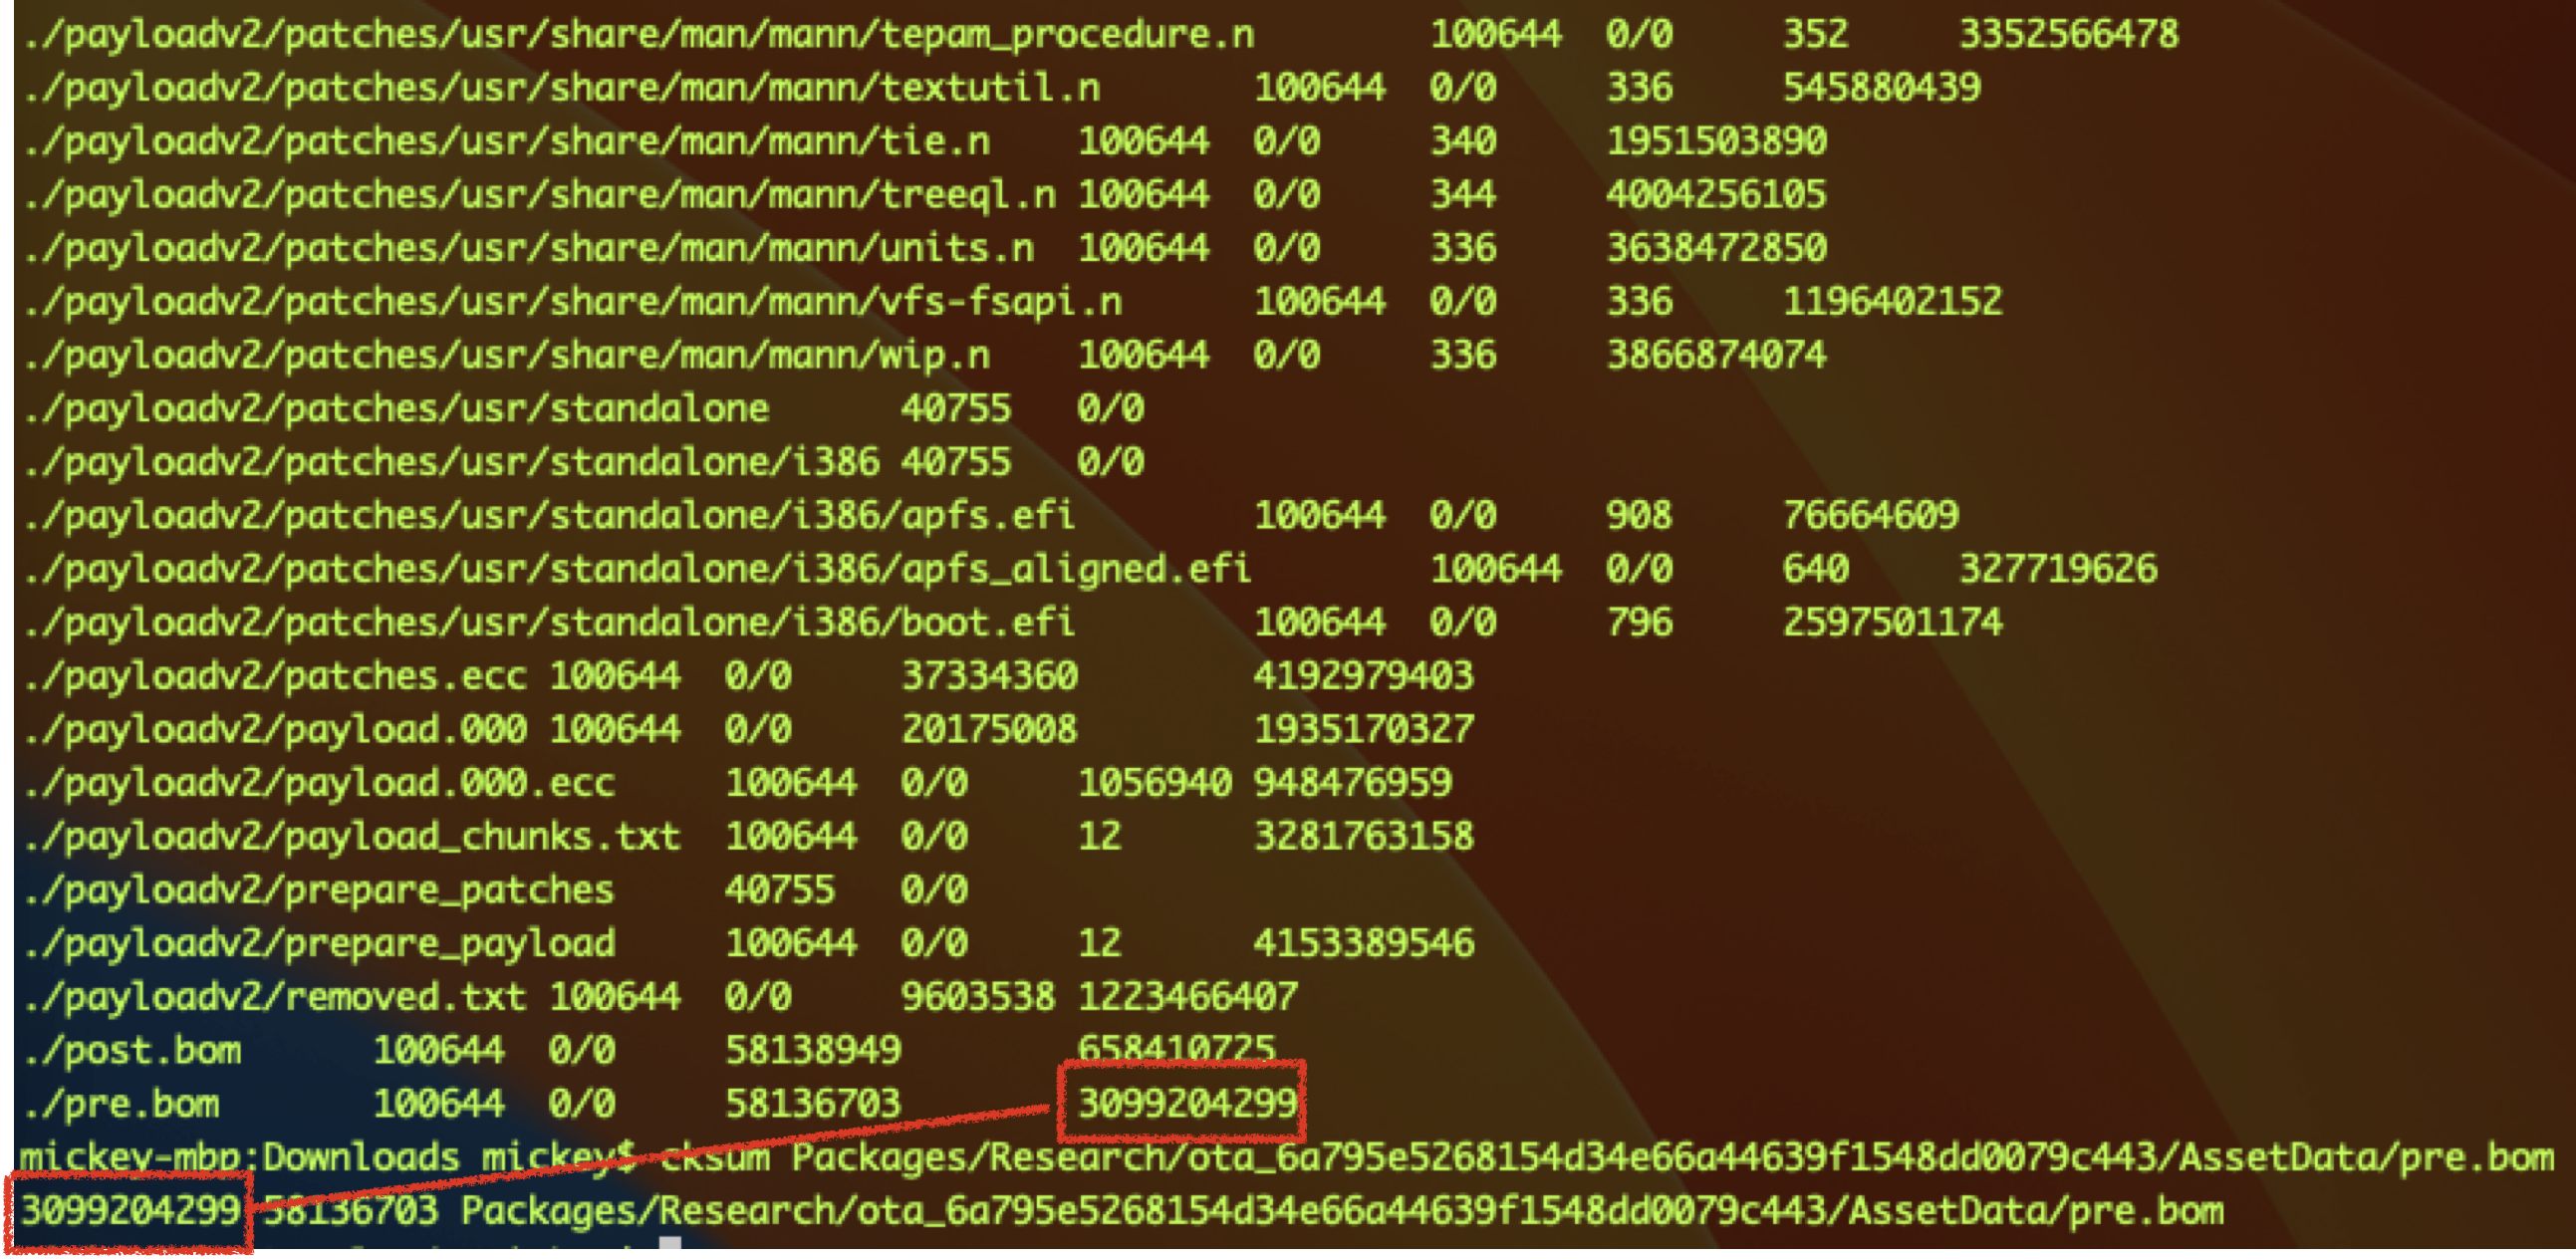 ./payloadv2/patches/usr/share/man/mann/tepam_procedure.n 100644 0/0 352 3352566478
./payloadv2/patches/usr/share/man/mann/textutil.n 100644 0/0 336 545880439
./payloadv2/patches/usr/share/man/mann/tie.n 100644 0/0 340 1951503890
./payloadv2/patches/usr/share/man/mann/treeql.n 100644 0/0 344 4004256105
./payloadv2/patches/usr/share/man/mann/units.n 100644 0/0 336 3638472850
./payloadv2/patches/usr/share/man/mann/vfs-fsapi.n 100644 0/0 336 1196402152
./payloadv2/patches/usr/share/man/mann/wip.n 100644 0/0 336 3866874074
./payloadv2/patches/usr/standalone 40755 0/0
./payloadv2/patches/usr/standalone/i386 40755 0/0
./payloadv2/patches/usr/standalone/i386/apfs.efi 100644 0/0 908 76664609
./payloadv2/patches/usr/standalone/i386/apfs_aligned.efi 100644 0/0 640 327719626
./payloadv2/patches/usr/standalone/i386/boot.efi 100644 0/0 796 2597501174
./payloadv2/patches.ecc 100644 0/0 37334360 4192979403
./payloadv2/payload.000 100644 0/0 20175008 1935170327
./payloadv2/payload.000.ecc 100644 0/0 1056940 948476959
./payloadv2/payload_chunks.txt 100644 0/0 12 3281763158
./payloadv2/prepare_patches 40755 0/0
./payloadv2/prepare_payload 100644 0/0 12 4153389546
./payloadv2/removed.txt 100644 0/0 9603538 1223466407
./post.bom 100644 0/0 58138949 658410725
./pre.bom 100644 0/0 58136703 3099204299
mickey-mbp:Downloads mickey$ cksum Packages/Research/ota_6a795e5268154d34e66a44639f1548dd0079c443/AssetData/pre.bom
3099204299 58136703 Packages/Research/ota_6a795e5268154d34e66a44639f1548dd0079c443/AssetData/pre.bom